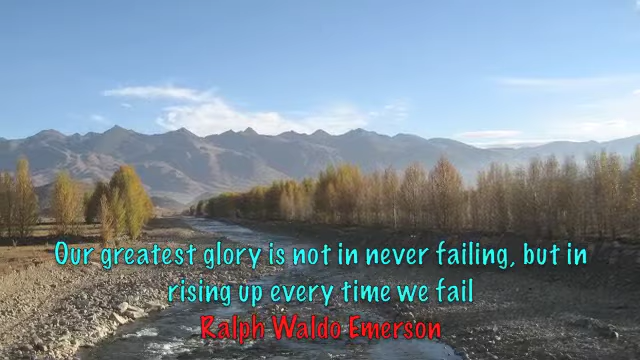 Our greatest glory is not in never failing, but in
rising up every time we fail
Ralph Waldo Emerson